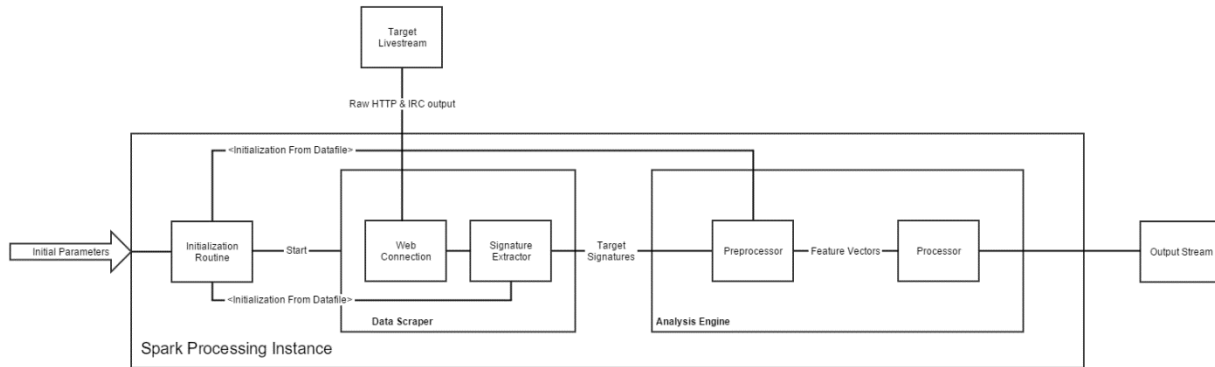 Target
Livestream
Raw HTTP & IRC output
<Initialization From Datafile>
Initial Parameters
Initialization
Routine
Start
Web
Connection
Signature
Extractor
Target
Signatures
Preprocessor
Feature Vectors
Processor
Output Stream
<Initialization From Datafile>
Data Scraper
Analysis Engine
Spark Processing Instance